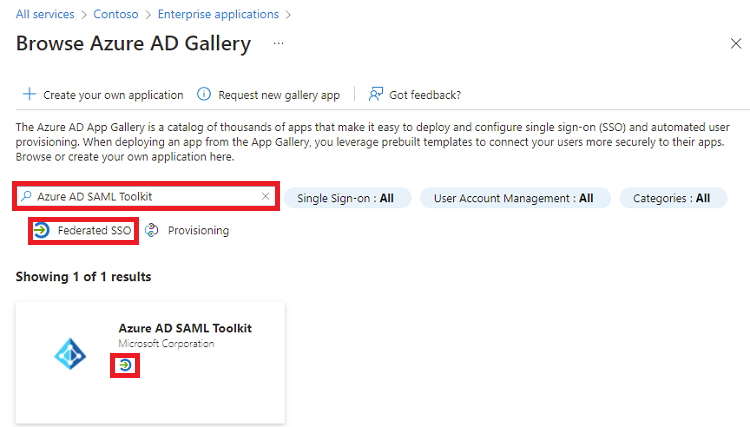 All services > Contoso > Enterprise applications >
Browse Azure AD Gallery ...
Create your own application Request new gallery app Got feedback?
The Azure AD App Gallery is a catalog of thousands of apps that make it easy to deploy and configure single sign-on (SSO) and automated user
provisioning. When deploying an app from the App Gallery, you leverage prebuilt templates to connect your users more securely to their apps.
Browse or create your own application here.
Azure AD SAML Toolkit Single Sign-on : All User Account Management : All Categories : All
Federated SSO Provisioning
Showing 1 of 1 results
Azure AD SAML Toolkit
Microsoft Corporation